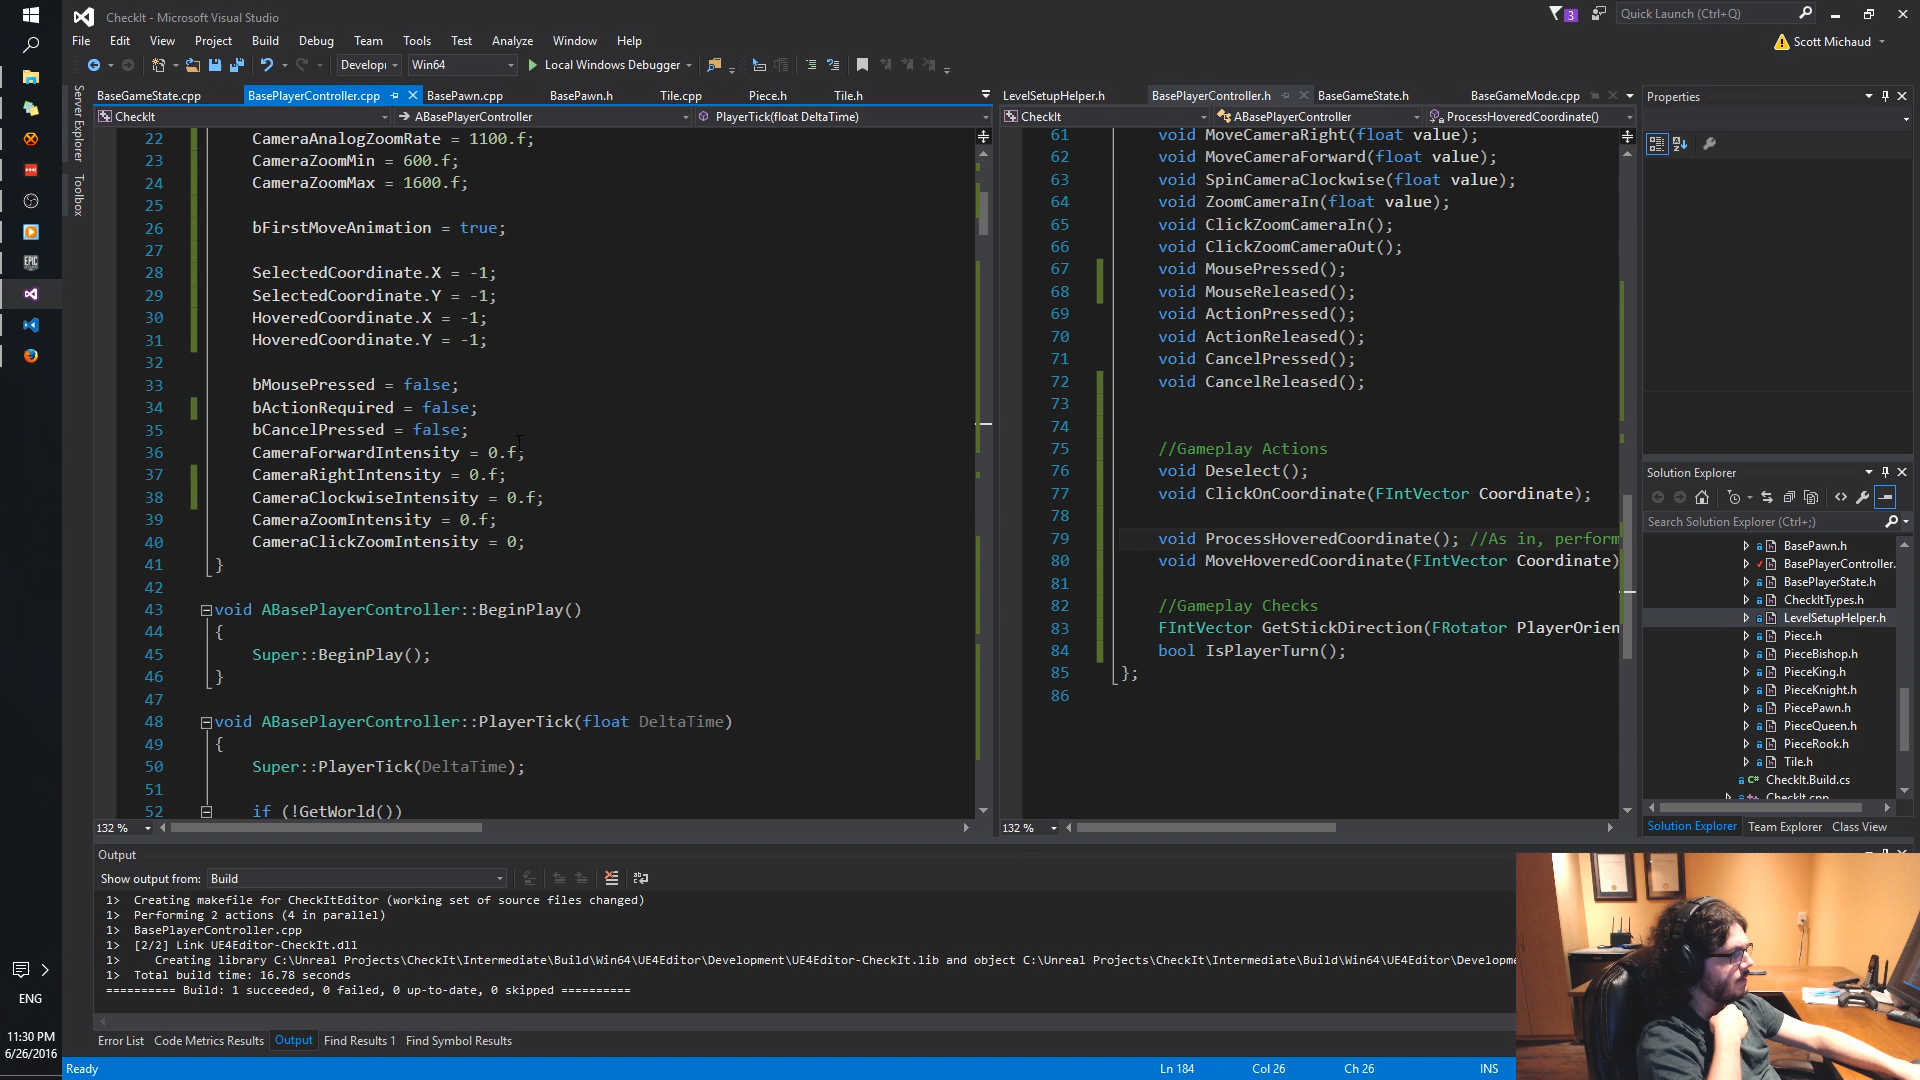 CheckIt - Microsoft Visual Studio
3
Quick Launch (Ctrl+Q)
File Edit View Project Build Debug Team Tools Test Analyze Window Help
Scott Michaud
Developi Win64 Local Windows Debugger
Server Explorer
Toolbox
BaseGameState.cpp BasePlayerController.cpp BasePawn.cpp BasePawn.h Tile.cpp Piece.h Tile.h
CheckIt ABasePlayerController PlayerTick(float DeltaTime)
22 CameraAnalogZoomRate = 1100.f;
23 CameraZoomMin = 600.f;
24 CameraZoomMax = 1600.f;
25
26 bFirstMoveAnimation = true;
27
28 SelectedCoordinate.X = -1;
29 SelectedCoordinate.Y = -1;
30 HoveredCoordinate.X = -1;
31 HoveredCoordinate.Y = -1;
32
33 bMousePressed = false;
34 bActionRequired = false;
35 bCancelPressed = false;
36 CameraForwardIntensity = 0.f;
37 CameraRightIntensity = 0.f;
38 CameraClockwiseIntensity = 0.f;
39 CameraZoomIntensity = 0.f;
40 CameraClickZoomIntensity = 0;
41 }
42
43 void ABasePlayerController::BeginPlay()
44 {
45 Super::BeginPlay();
46 }
47
48 void ABasePlayerController::PlayerTick(float DeltaTime)
49 {
50 Super::PlayerTick(DeltaTime);
51
52 if (!GetWorld())
132 %
LevelSetupHelper.h BasePlayerController.h BaseGameState.h BaseGameMode.cpp
CheckIt ABasePlayerController ProcessHoveredCoordinate()
61 void MoveCameraRight(float value);
62 void MoveCameraForward(float value);
63 void SpinCameraClockwise(float value);
64 void ZoomCameraIn(float value);
65 void ClickZoomCameraIn();
66 void ClickZoomCameraOut();
67 void MousePressed();
68 void MouseReleased();
69 void ActionPressed();
70 void ActionReleased();
71 void CancelPressed();
72 void CancelReleased();
73
74
75 //Gameplay Actions
76 void Deselect();
77 void ClickOnCoordinate(FIntVector Coordinate);
78
79 void ProcessHoveredCoordinate(); //As in, perform
80 void MoveHoveredCoordinate(FIntVector Coordinate)
81
82 //Gameplay Checks
83 FIntVector GetStickDirection(FRotator PlayerOrien
84 bool IsPlayerTurn();
85 };
86
132 %
Properties
Solution Explorer
Search Solution Explorer (Ctrl+;)
BasePawn.h
BasePlayerController.
BasePlayerState.h
CheckItTypes.h
LevelSetupHelper.h
Piece.h
PieceBishop.h
PieceKing.h
PieceKnight.h
PiecePawn.h
PieceQueen.h
PieceRook.h
Tile.h
CheckIt.Build.cs
CheckIt.cpp
Solution Explorer Team Explorer Class View
Output
Show output from: Build
1> Creating makefile for CheckItEditor (working set of source files changed)
1> Performing 2 actions (4 in parallel)
1> BasePlayerController.cpp
1> [2/2] Link UE4Editor-CheckIt.dll
1> Creating library C:\Unreal Projects\CheckIt\Intermediate\Build\Win64\UE4Editor\Development\UE4Editor-CheckIt.lib and object C:\Unreal Projects\CheckIt\Intermediate\Build\Win64\UE4Editor\Developme
1> Total build time: 16.78 seconds
========== Build: 1 succeeded, 0 failed, 0 up-to-date, 0 skipped ==========
Error List Code Metrics Results Output Find Results 1 Find Symbol Results
Ready Ln 184 Col 26 Ch 26 INS
EPIC
ENG
11:30 PM
6/26/2016